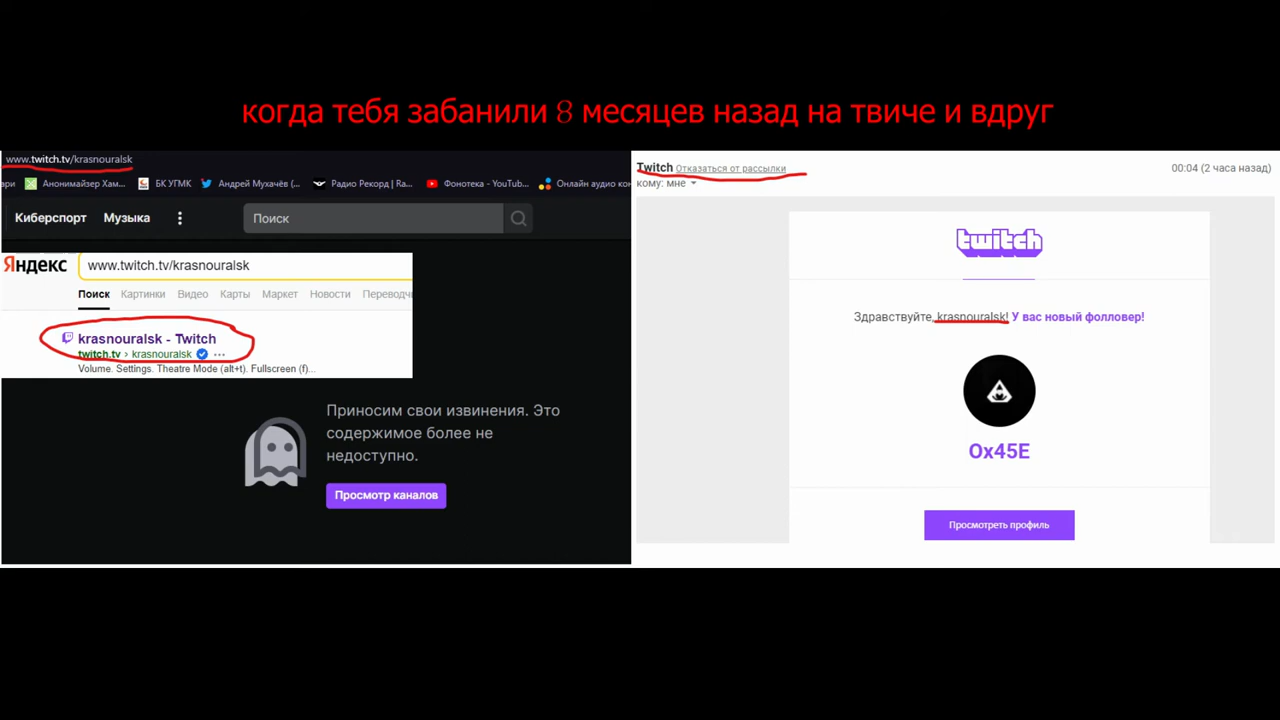 когда тебя забанили 8 месяцев назад на твиче и вдруг
www.twitch.tv/krasnouralsk
ари Анонимайзер Хам... БК УГМК Андрей Мухачёв (... Радио Рекорд | Ra... Фонотека - YouTub... Онлайн аудио кон
Киберспорт Музыка Поиск
Яндекс www.twitch.tv/krasnouralsk
Поиск Картинки Видео Карты Маркет Новости Переводч
krasnouralsk - Twitch
twitch.tv › krasnouralsk ...
Volume. Settings. Theatre Mode (alt+t). Fullscreen (f)...
Приносим свои извинения. Это
содержимое более не
недоступно.
Просмотр каналов
Twitch Отказаться от рассылки 00:04 (2 часа назад)
кому: мне
twitch
Здравствуйте, krasnouralsk! У вас новый фолловер!
Ox45E
Просмотреть профиль